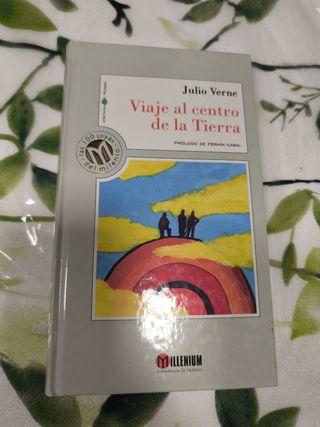 Julio Verne
Viaje al centro
de la Tierra
PRÓLOGO DE FERMÍN CABAL
las 100 joyas
del milenio
MILLENIUM
EL MUNDO